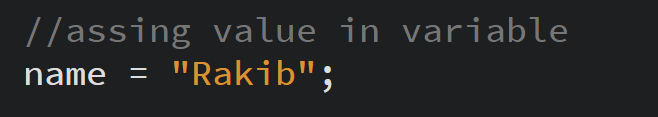 //assing value in variable
name = "Rakib";